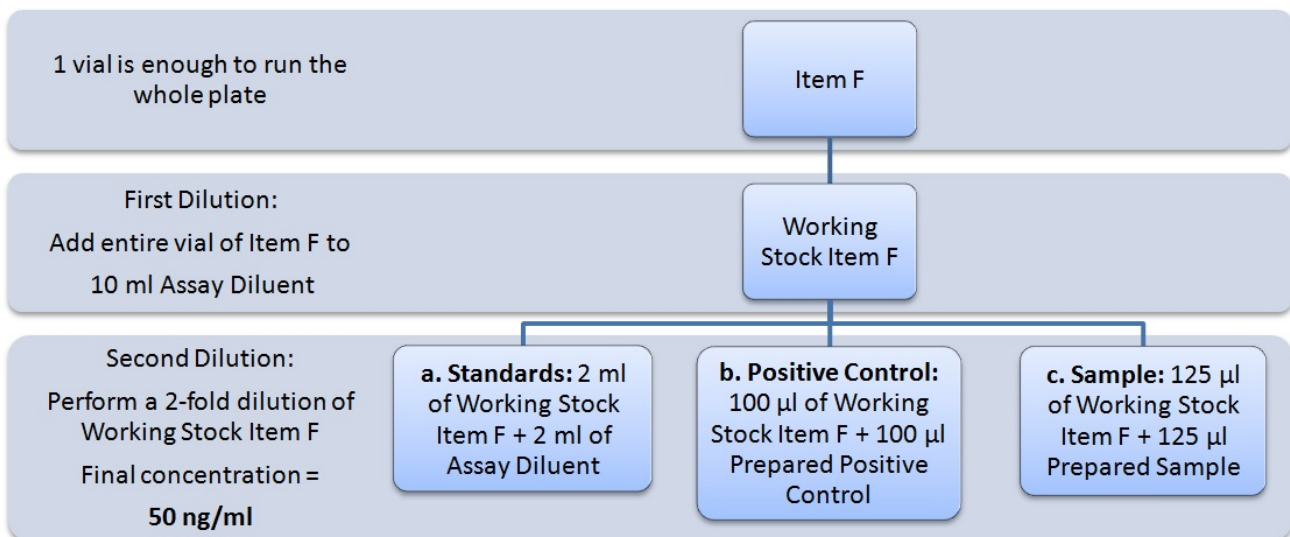 1 vial is enough to run the
whole plate
Item F
First Dilution:
Add entire vial of Item F to
10 ml Assay Diluent
Working
Stock Item F
Second Dilution:
Perform a 2-fold dilution of
Working Stock Item F
Final concentration =
50 ng/ml
a. Standards: 2 ml
of Working Stock
Item F + 2 ml of
Assay Diluent
b. Positive Control:
100 µl of Working
Stock Item F + 100 µl
Prepared Positive
Control
c. Sample: 125 µl
of Working Stock
Item F + 125 µl
Prepared Sample